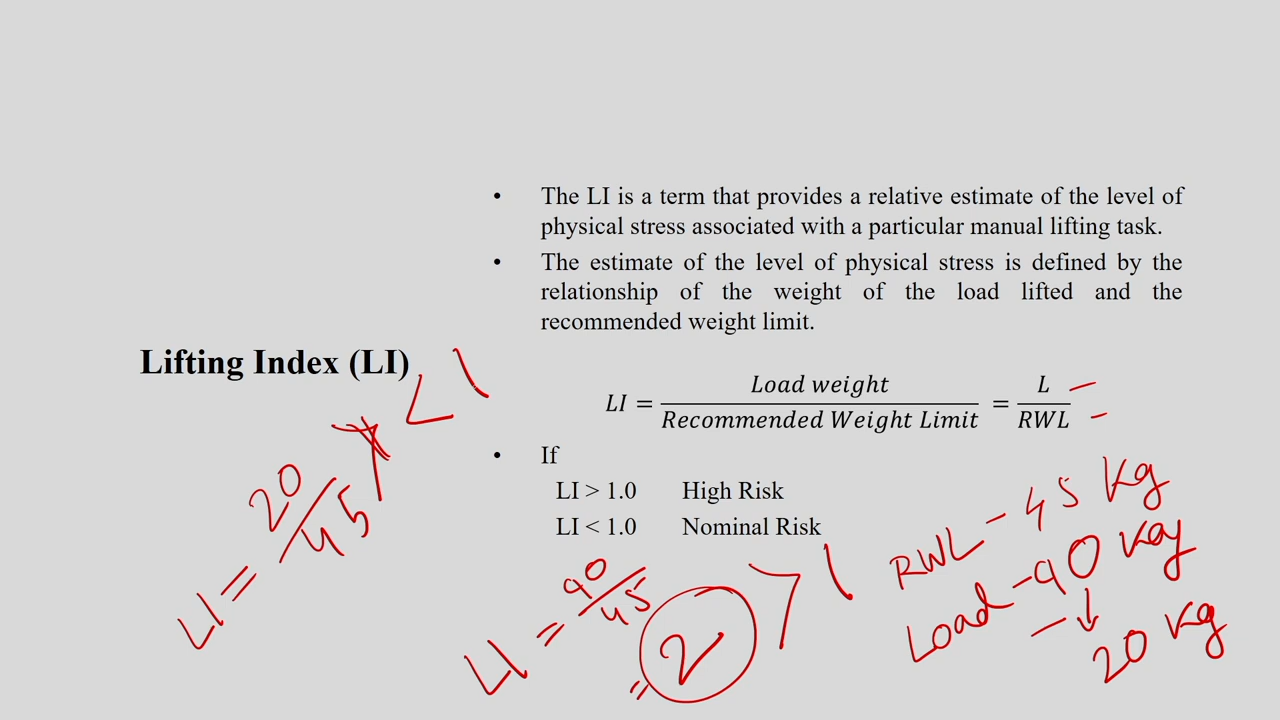 • The LI is a term that provides a relative estimate of the level of
physical stress associated with a particular manual lifting task.
• The estimate of the level of physical stress is defined by the
relationship of the weight of the load lifted and the
recommended weight limit.
Lifting Index (LI)
LI = Load weight / Recommended Weight Limit = L / RWL
• If
LI > 1.0 High Risk
LI < 1.0 Nominal Risk
LI = 20/45 < 1
LI = 90/45 = 2 > 1
RWL - 45 kg
Load - 90 kg
20 kg